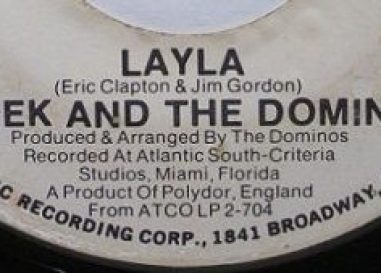 LAYLA
(Eric Clapton & Jim Gordon)
EK AND THE DOMIN
Produced & Arranged By The Dominos
Recorded At Atlantic South-Criteria
Studios, Miami, Florida
A Product Of Polydor, England
From ATCO LP 2-704
C RECORDING CORP., 1841 BROADWAY,